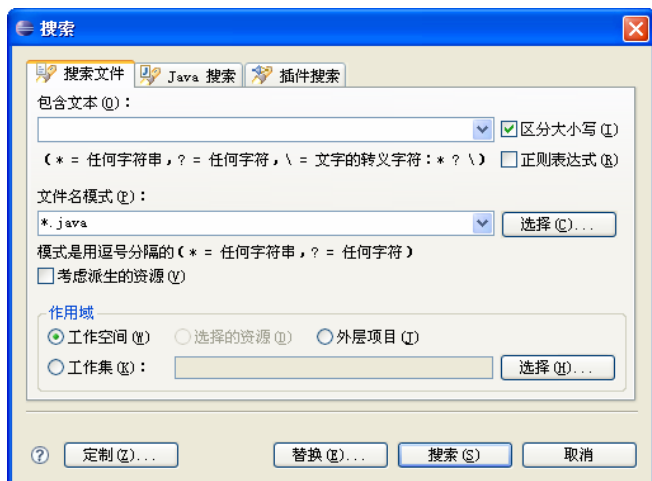 搜索
搜索文件 Java 搜索 插件搜索
包含文本(O)：
区分大小写(I)
(* = 任何字符串，? = 任何字符，\ = 文字的转义字符：* ? \) 正则表达式(R)
文件名模式(P)：
*.java 选择(C)...
模式是用逗号分隔的(* = 任何字符串，? = 任何字符)
考虑派生的资源(V)
作用域
工作空间(W) 选择的资源(D) 外层项目(J)
工作集(K)： 选择(H)...
定制(Z)... 替换(E)... 搜索(S) 取消